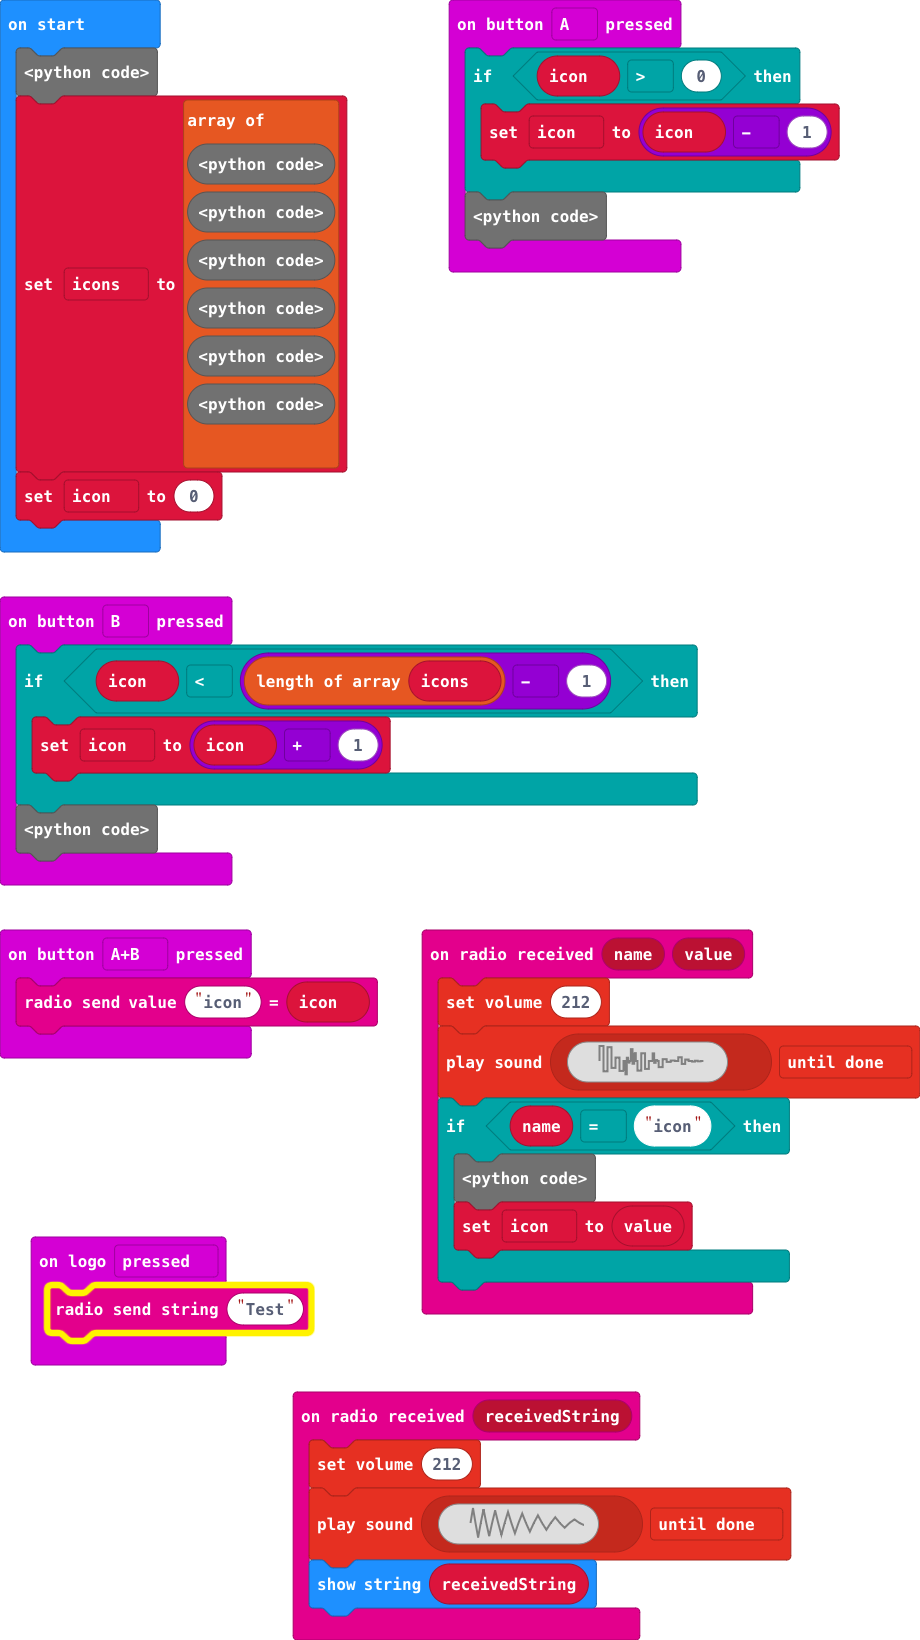 on start
<python code>
set icons to
array of
<python code>
<python code>
<python code>
<python code>
<python code>
<python code>
set icon to 0
on button A pressed
if icon > 0 then
set icon to icon - 1
<python code>
on button B pressed
if icon < length of array icons - 1 then
set icon to icon + 1
<python code>
on button A+B pressed
radio send value "icon" = icon
on radio received name value
set volume 212
play sound until done
if name = "icon" then
<python code>
set icon to value
on logo pressed
radio send string "Test"
on radio received receivedString
set volume 212
play sound until done
show string receivedString